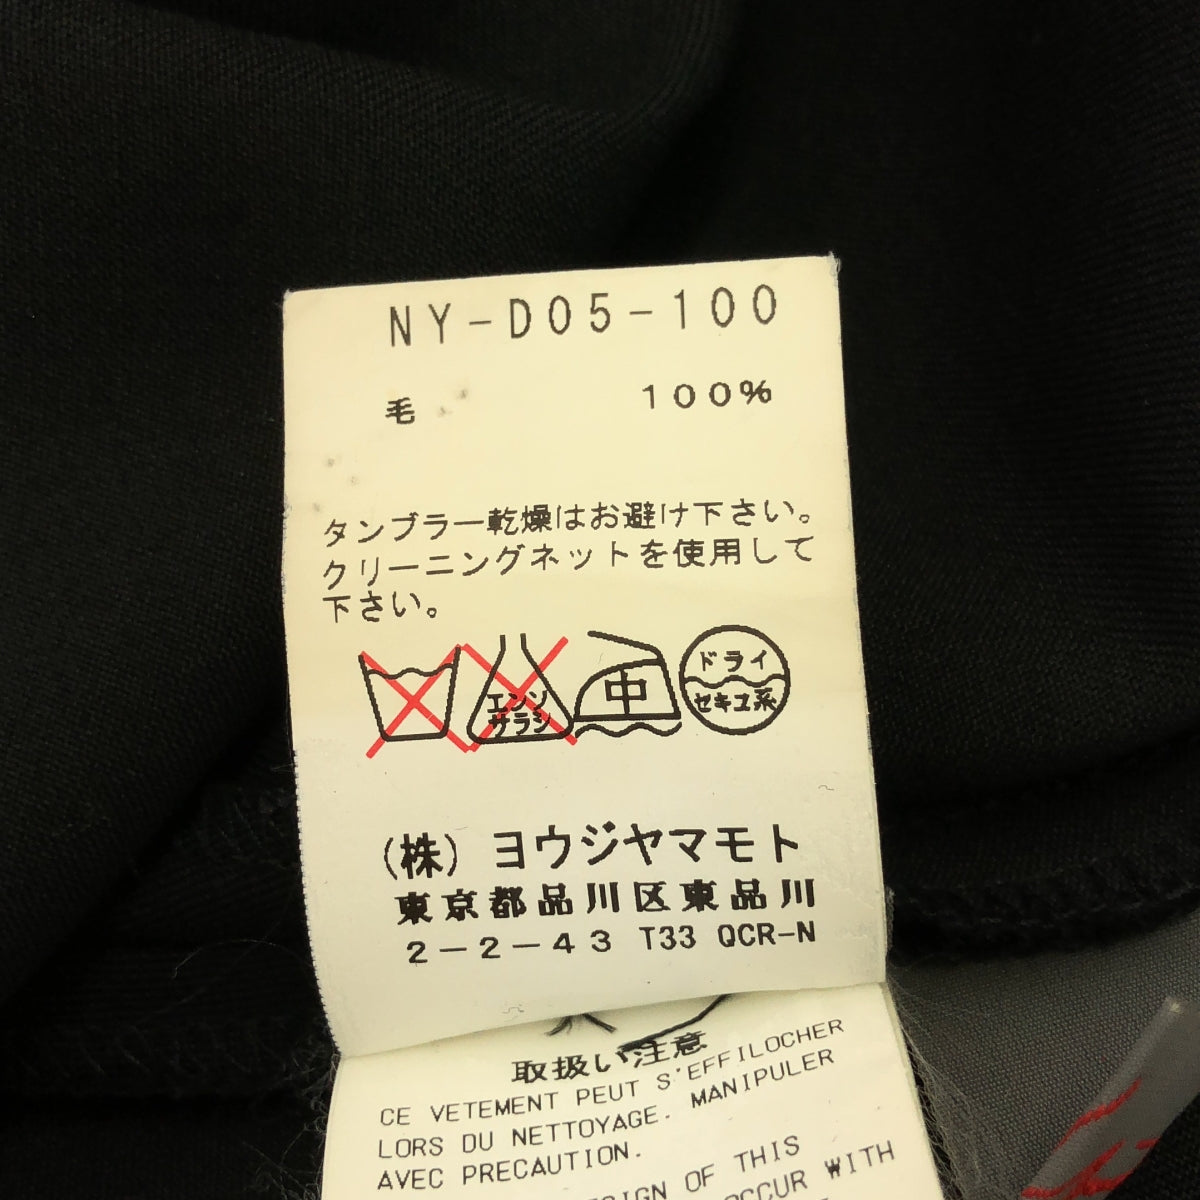 NY-D05-100
毛 100%
タンブラー乾燥はお避け下さい。
クリーニングネットを使用して
下さい。
エンソ
サラシ
中
ドライ
セキユ系
(株) ヨウジヤマモト
東京都品川区東品川
2-2-43 T33 QCR-N
取扱い注意
CE VETEMENT PEUT S'EFFILOCHER
LORS DU NETTOYAGE. MANIPULER
AVEC PRECAUTION.
OF THIS
OCCUR WITH